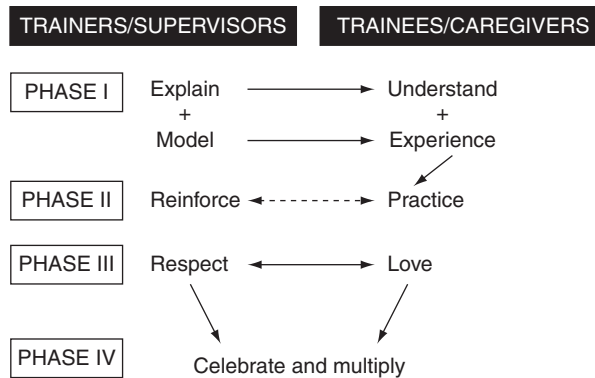 TRAINERS/SUPERVISORS TRAINEES/CAREGIVERS
PHASE I Explain Understand
+ +
Model Experience
PHASE II Reinforce Practice
PHASE III Respect Love
PHASE IV Celebrate and multiply